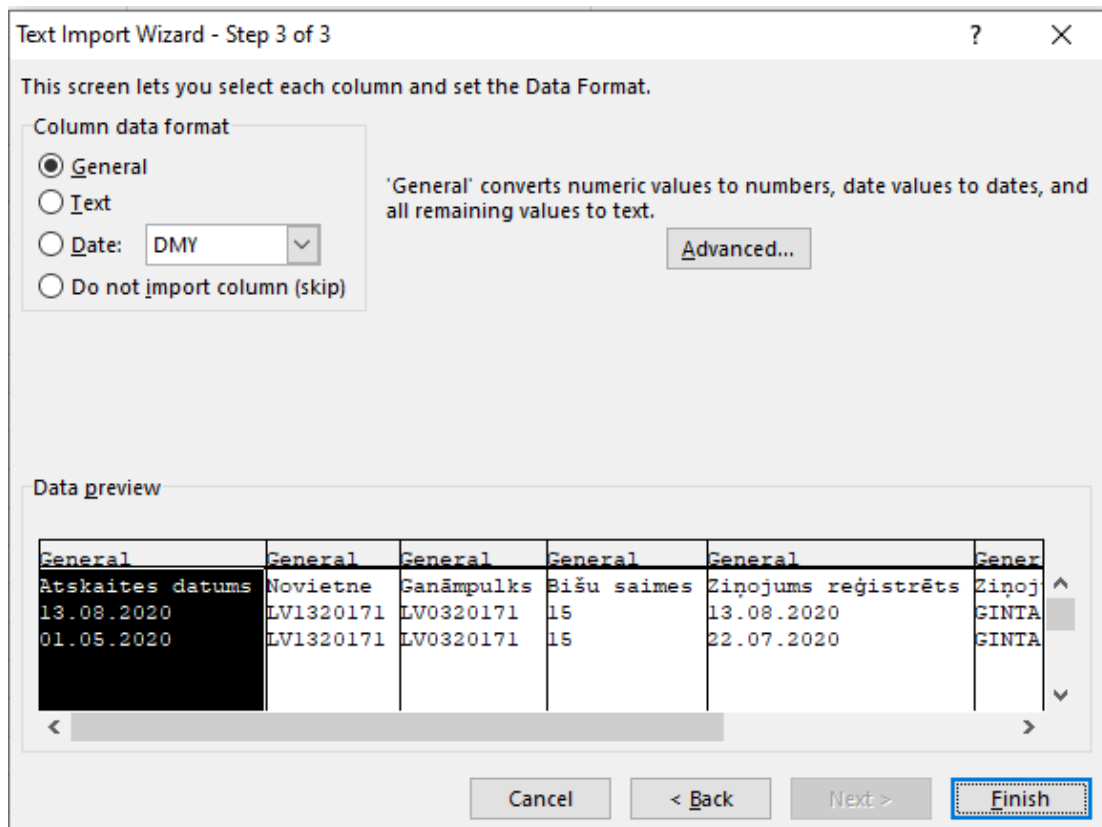 Text Import Wizard - Step 3 of 3
?
This screen lets you select each column and set the Data Format.
Column data format
General
Text
Date: DMY
Do not import column (skip)
'General' converts numeric values to numbers, date values to dates, and
all remaining values to text.
Advanced...
Data preview
General General General General General Gener
Atskaites datums Novietne Ganāmpulks Bišu saimes Ziņojums reģistrēts Ziņoj
13.08.2020 LV1320171 LV0320171 15 13.08.2020 GINTA
01.05.2020 LV1320171 LV0320171 15 22.07.2020 GINTA
Cancel < Back Next > Finish